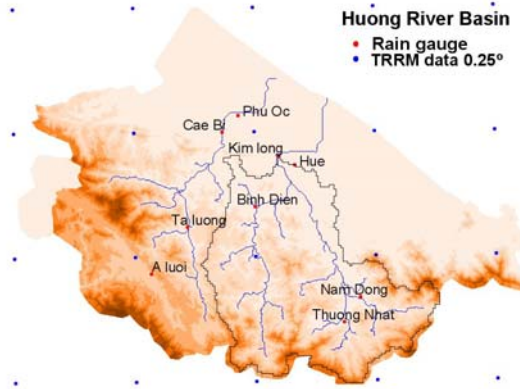 Huong River Basin
Rain gauge
TRRM data 0.25º
Phu Oc
Cae Bi
Kim long
Hue
Binh Dien
Ta luong
A luoi
Nam Dong
Thuong Nhat